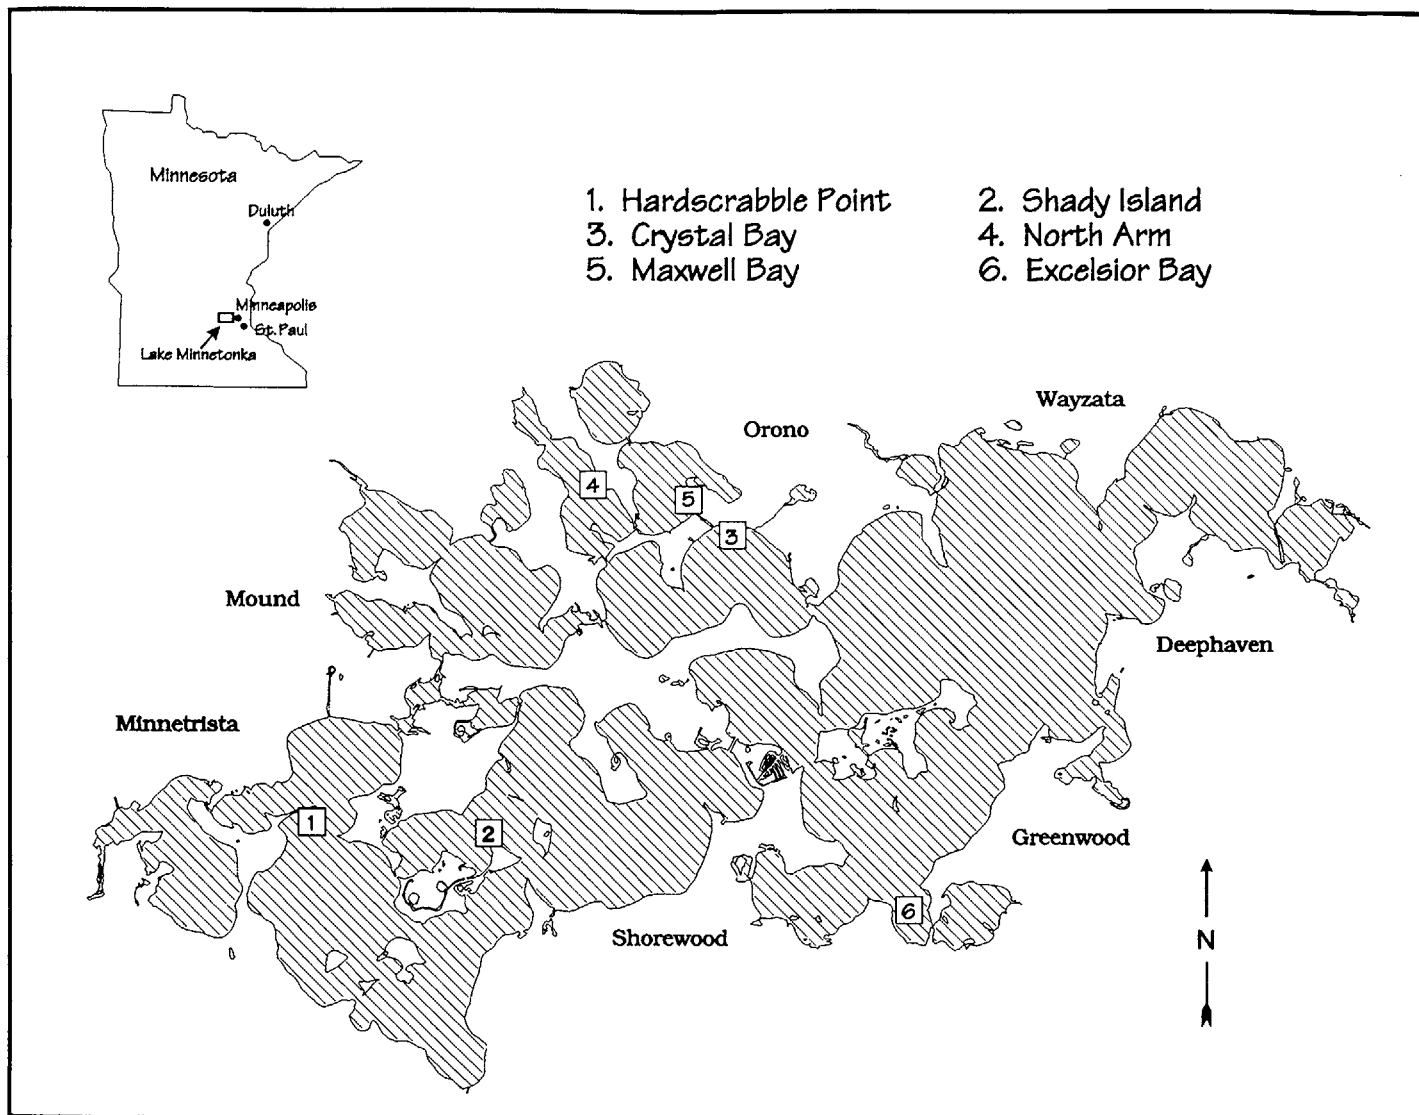 Minnesota
Duluth
Minneapolis
St. Paul
Lake Minnetonka
1. Hardscrabble Point
2. Shady Island
3. Crystal Bay
4. North Arm
5. Maxwell Bay
6. Excelsior Bay
Wayzata
Orono
4
5
3
Mound
Deephaven
Minnetrista
1
2
Greenwood
6
Shorewood
N